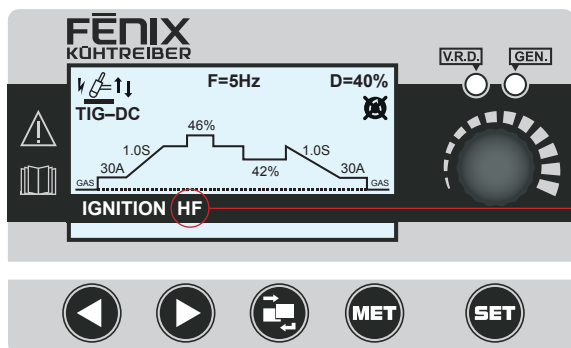 FĒNIX
KÜHTREIBER
V.R.D. GEN.
F=5Hz D=40%
TIG–DC
46%
1.0S 1.0S
30A 42% 30A
GAS GAS
IGNITION HF
MET SET